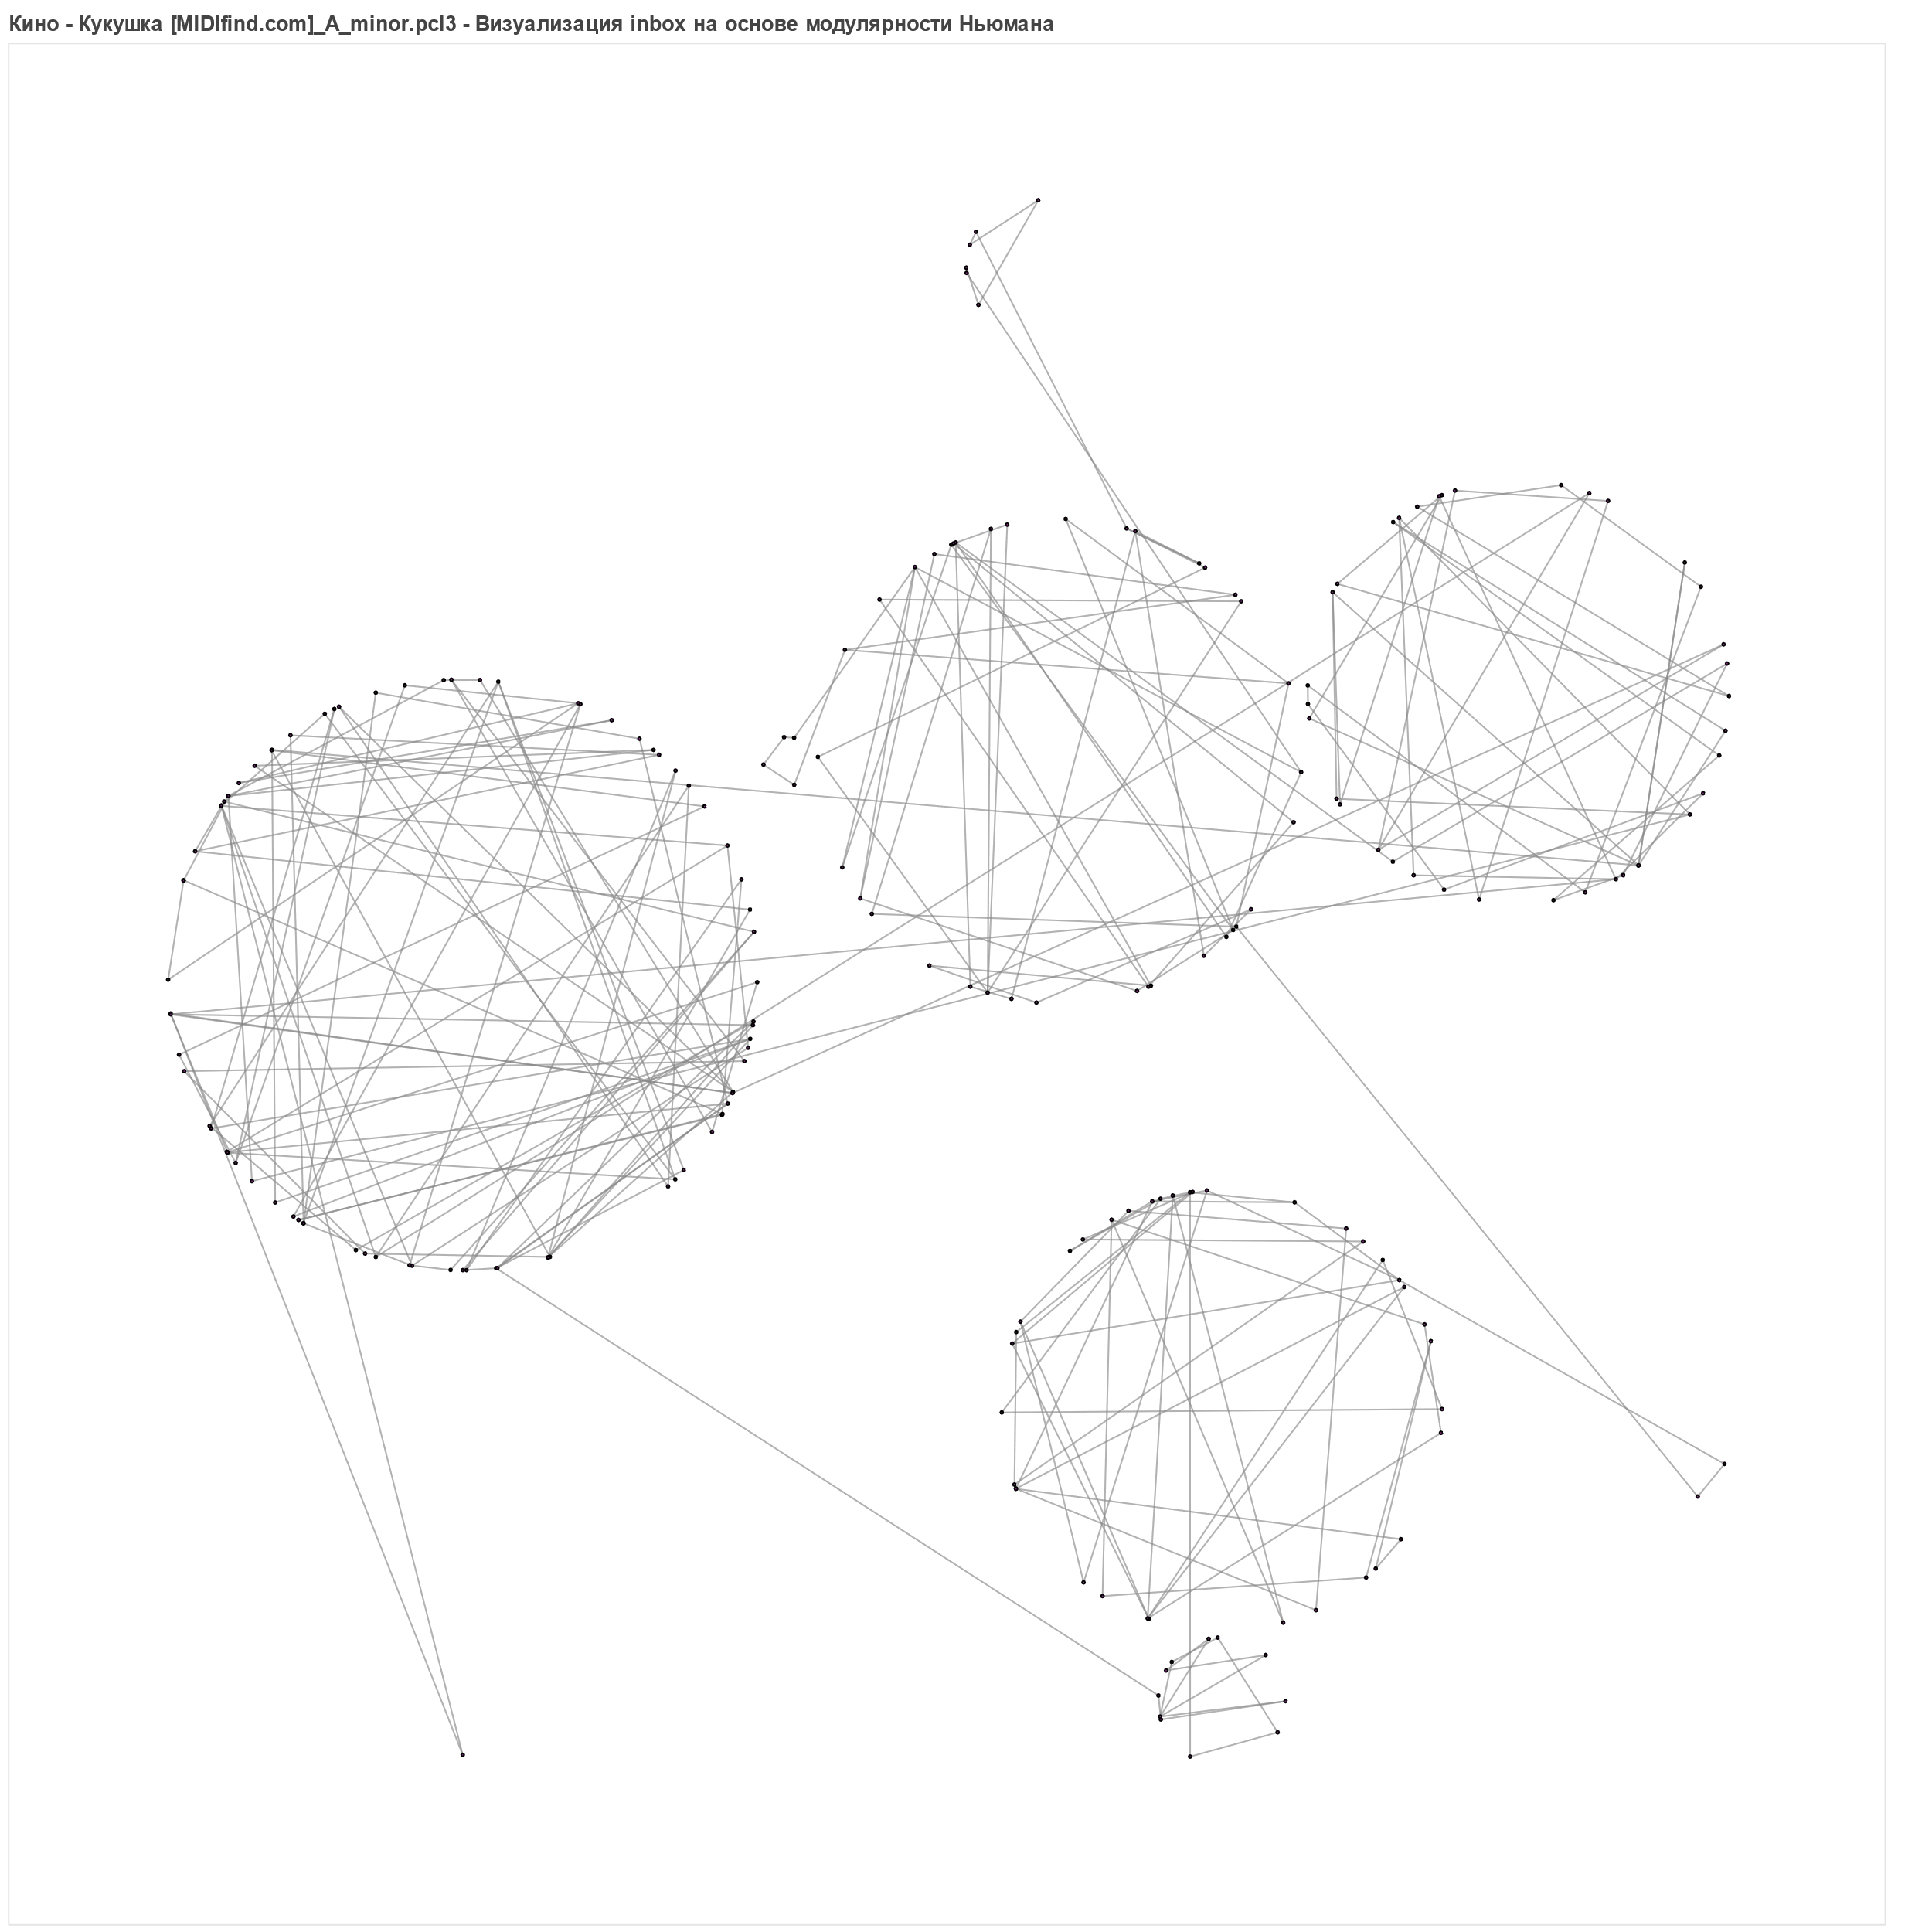 Кино - Кукушка [MIDIfind.com]_A_minor.pcl3 - Визуализация inbox на основе модулярности Ньюмана